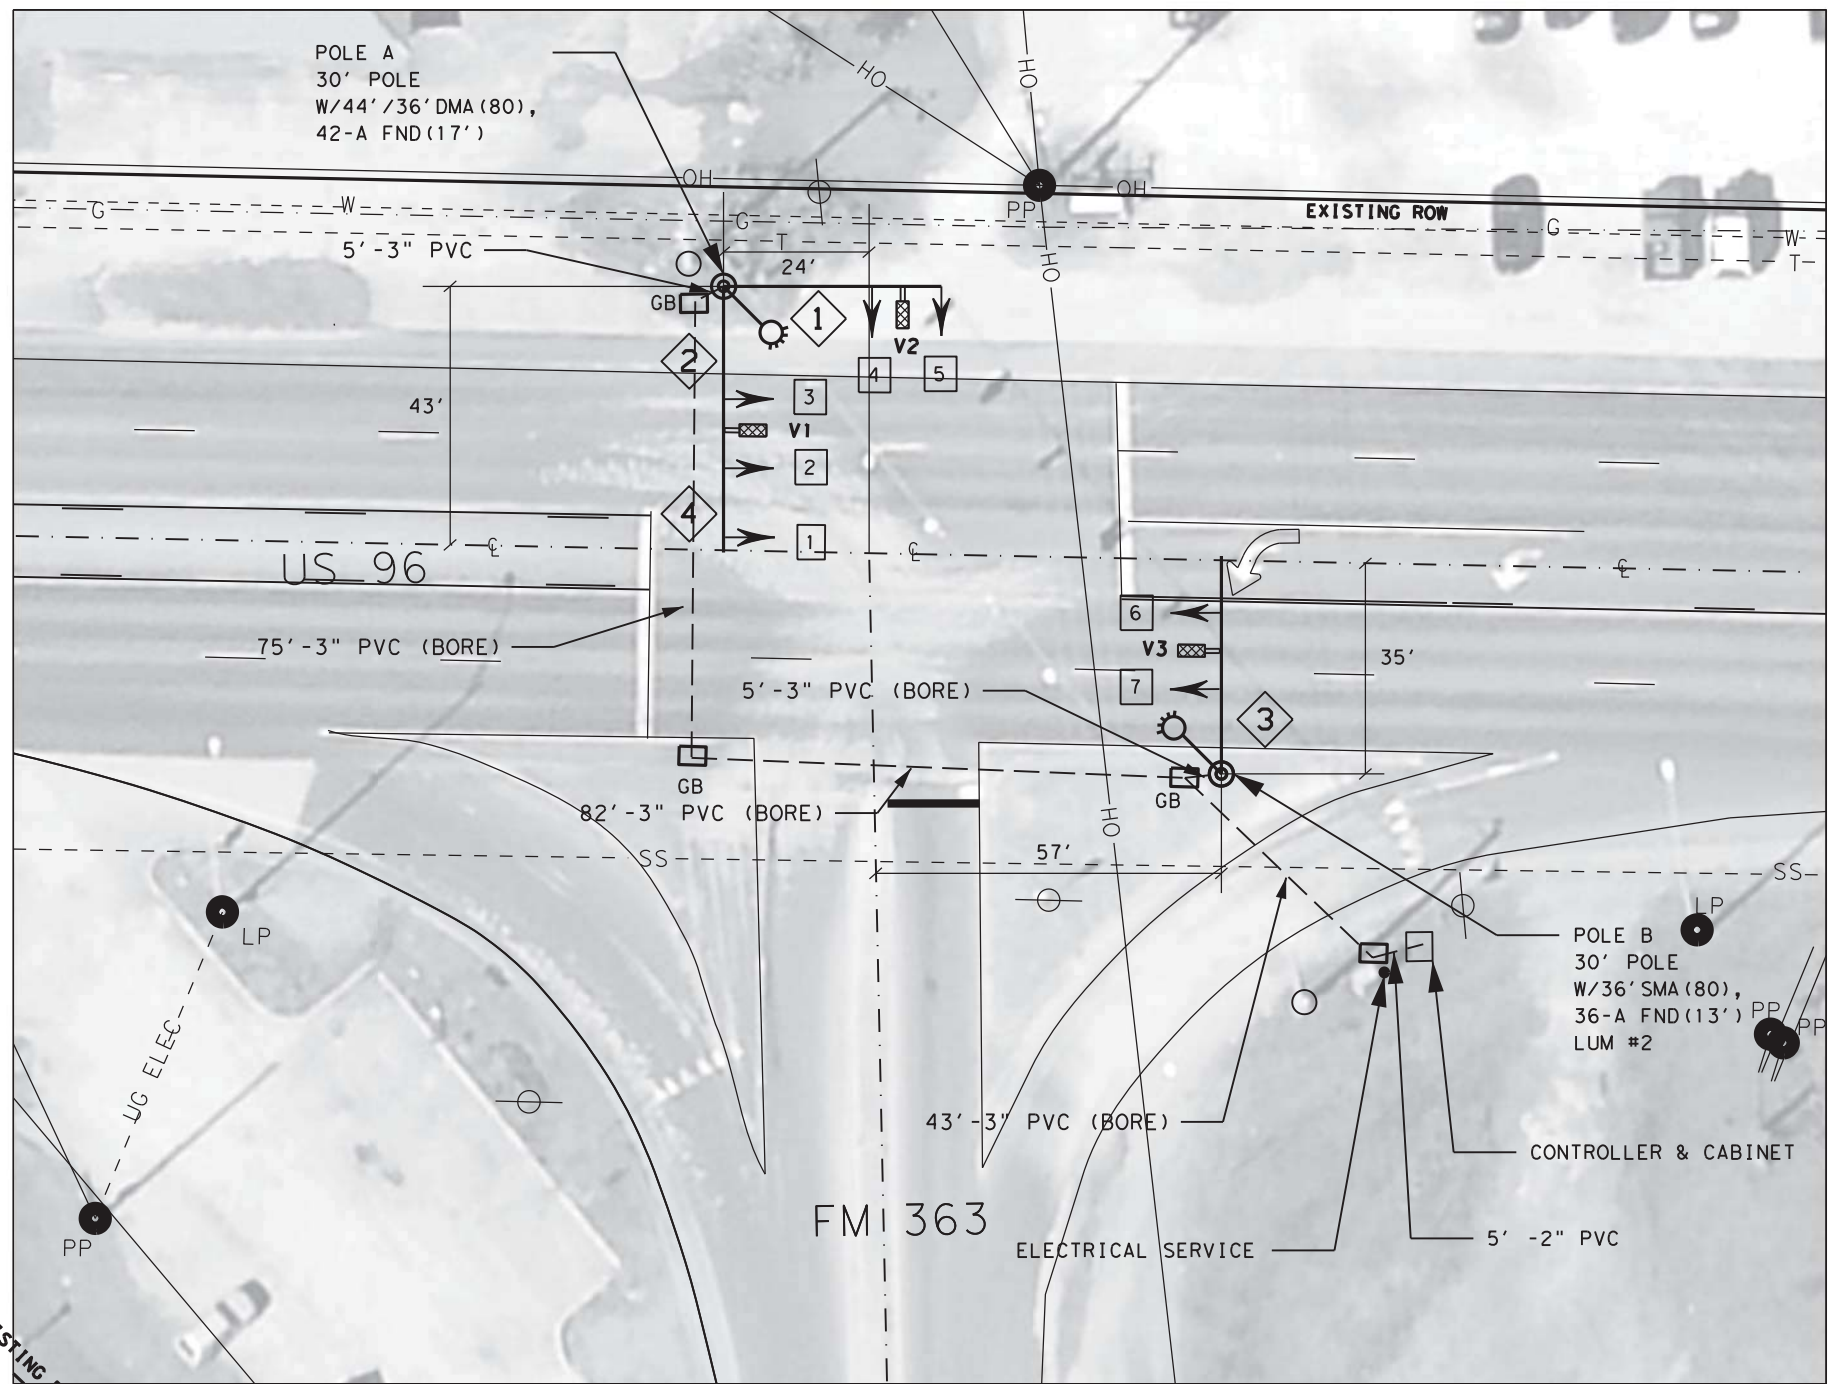 POLE A
30' POLE
W/44'/36'DMA(80),
42-A FND(17')
HO
HO
OH
OH
PP
EXISTING ROW
G
W
G
G
W
T
T
5'-3" PVC
24'
HO
GB
1
V2
2
4
5
3
43'
V1
2
4
1
US 96
6
V3
35'
75'-3" PVC (BORE)
5'-3" PVC (BORE)
7
3
GB
GB
82'-3" PVC (BORE)
HO
SS
57'
SS
LP
LP
POLE B
30' POLE
W/36'SMA(80),
36-A FND(13')
LUM #2
PP
PP
UG ELEC
43'-3" PVC (BORE)
CONTROLLER & CABINET
FM 363
PP
ELECTRICAL SERVICE
5' -2" PVC